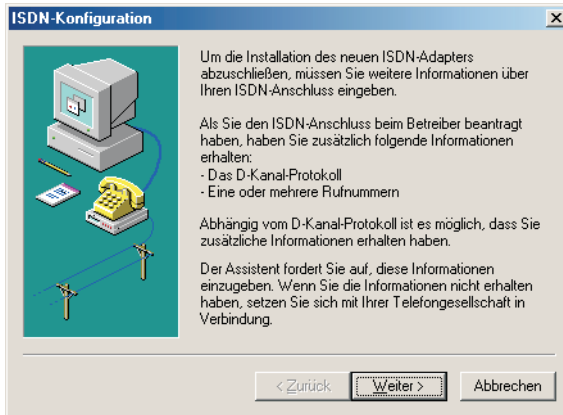 ISDN-Konfiguration
Um die Installation des neuen ISDN-Adapters
abzuschließen, müssen Sie weitere Informationen über
Ihren ISDN-Anschluss eingeben.
Als Sie den ISDN-Anschluss beim Betreiber beantragt
haben, haben Sie zusätzlich folgende Informationen
erhalten:
- Das D-Kanal-Protokoll
- Eine oder mehrere Rufnummern
Abhängig vom D-Kanal-Protokoll ist es möglich, dass Sie
zusätzliche Informationen erhalten haben.
Der Assistent fordert Sie auf, diese Informationen
einzugeben. Wenn Sie die Informationen nicht erhalten
haben, setzen Sie sich mit Ihrer Telefongesellschaft in
Verbindung.
< Zurück
Weiter >
Abbrechen